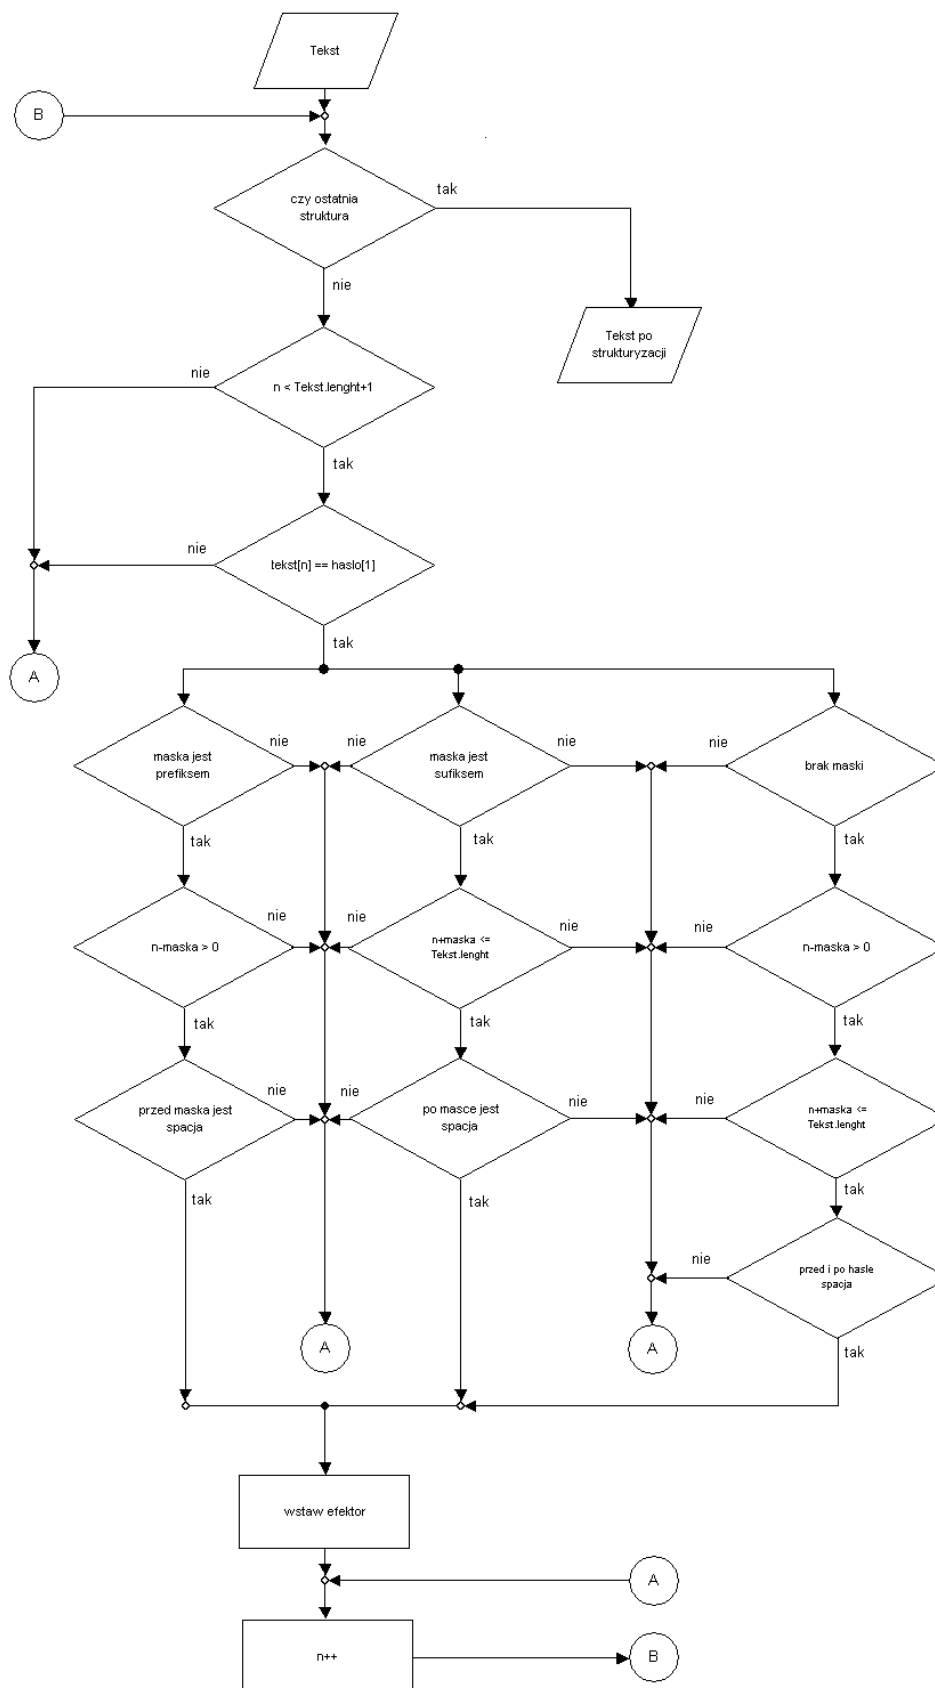 Tekst
B
czy ostatnia
struktura
tak
nie
Tekst po
strukturyzacji
nie
n < Tekst.lenght+1
tak
nie
tekst[n] == haslo[1]
tak
A
maska jest
prefiksem
nie
nie
maska jest
sufiksem
nie
nie
brak maski
tak
tak
tak
n-maska > 0
nie
nie
n+maska <=
Tekst.lenght
nie
nie
n-maska > 0
tak
tak
tak
przed maska jest
spacja
nie
nie
po masce jest
spacja
nie
nie
n+maska <=
Tekst.lenght
tak
tak
tak
nie
przed i po hasle
spacja
A
A
tak
wstaw efektor
A
n++
B